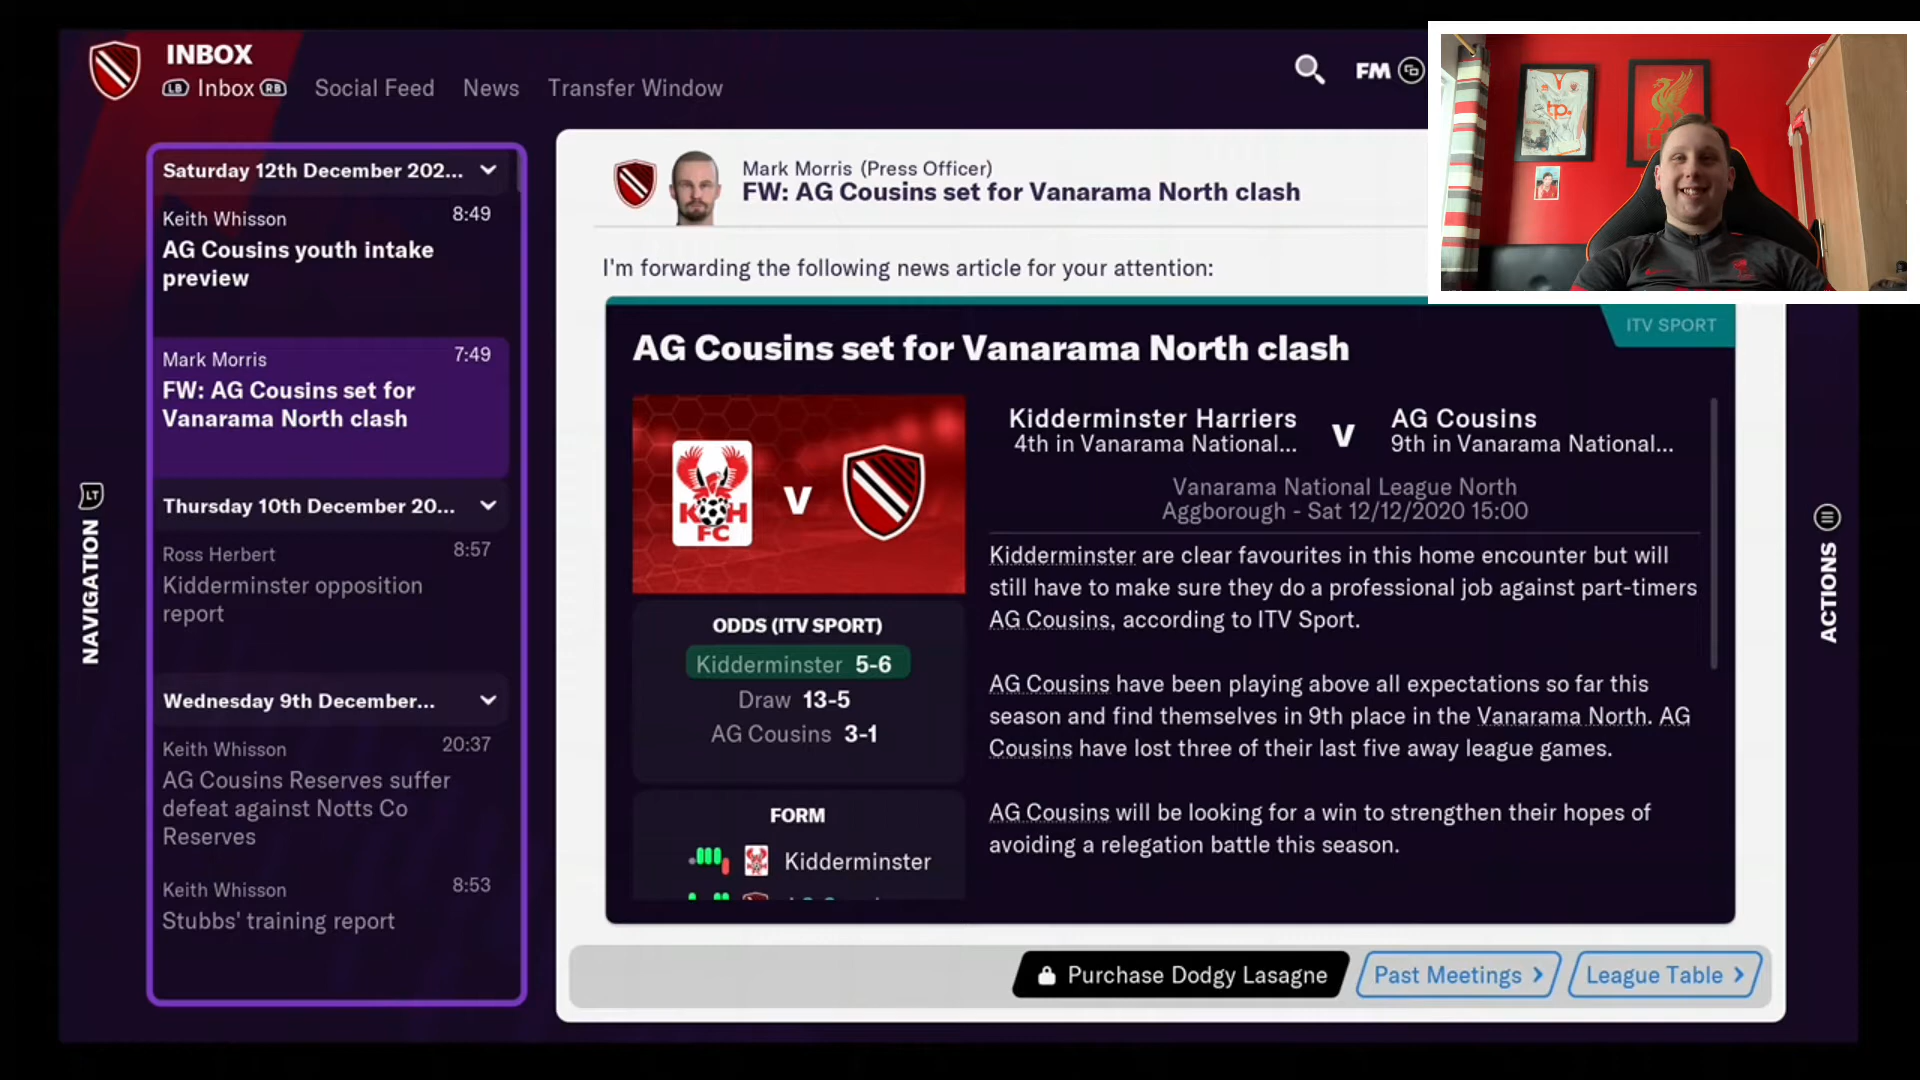 INBOX
LB Inbox RB
Social Feed
News
Transfer Window
FM
Saturday 12th December 202...
Keith Whisson
8:49
AG Cousins youth intake
preview
Mark Morris
7:49
FW: AG Cousins set for
Vanarama North clash
Thursday 10th December 20...
Ross Herbert
8:57
Kidderminster opposition
report
Wednesday 9th December...
Keith Whisson
20:37
AG Cousins Reserves suffer
defeat against Notts Co
Reserves
Keith Whisson
8:53
Stubbs' training report
LT
NAVIGATION
Mark Morris (Press Officer)
FW: AG Cousins set for Vanarama North clash
I'm forwarding the following news article for your attention:
ITV SPORT
AG Cousins set for Vanarama North clash
KH
FC
V
Kidderminster Harriers
4th in Vanarama National...
V
AG Cousins
9th in Vanarama National...
Vanarama National League North
Aggborough - Sat 12/12/2020 15:00
Kidderminster are clear favourites in this home encounter but will
still have to make sure they do a professional job against part-timers
AG Cousins, according to ITV Sport.
AG Cousins have been playing above all expectations so far this
season and find themselves in 9th place in the Vanarama North. AG
Cousins have lost three of their last five away league games.
AG Cousins will be looking for a win to strengthen their hopes of
avoiding a relegation battle this season.
ODDS (ITV SPORT)
Kidderminster 5-6
Draw 13-5
AG Cousins 3-1
FORM
Kidderminster
Purchase Dodgy Lasagne
Past Meetings
League Table
ACTIONS